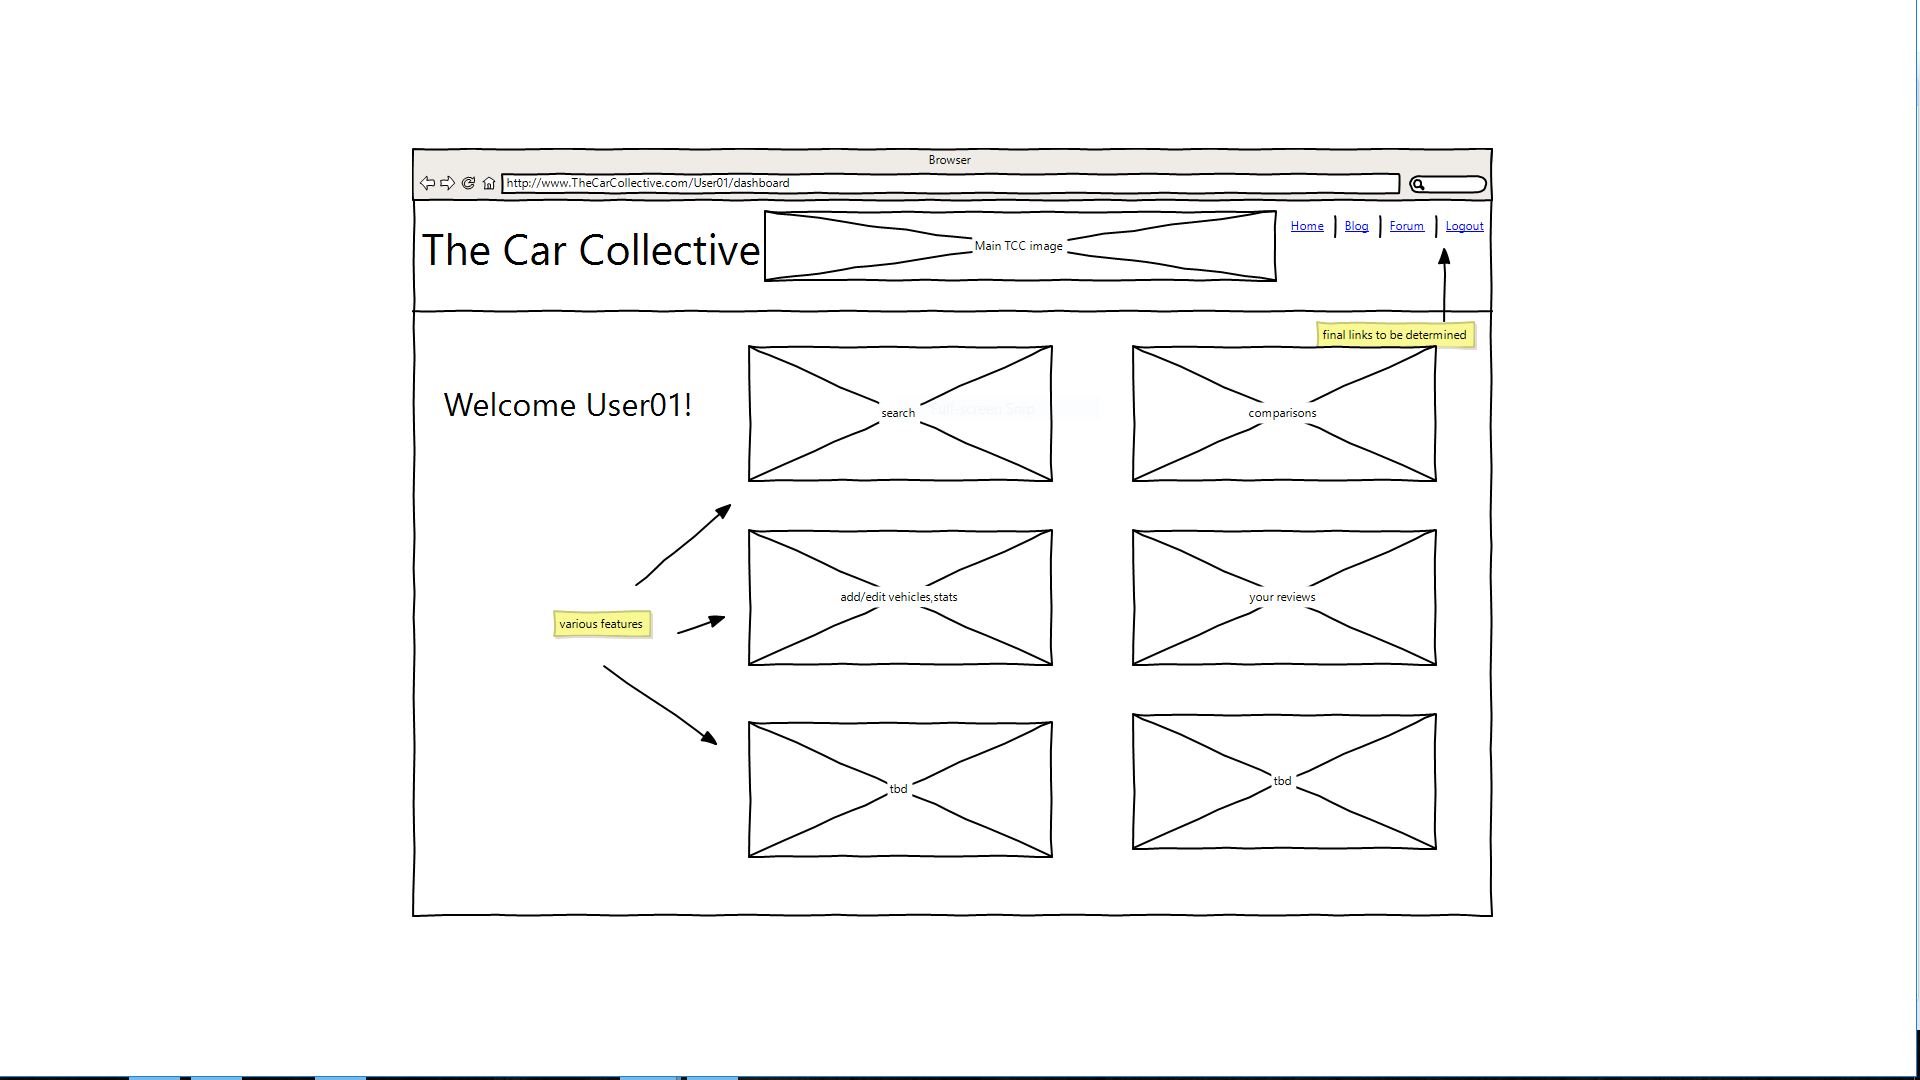 Browser
http://www.TheCarCollective.com/User01/dashboard
The Car Collective
Main TCC image
Home
Blog
Forum
Logout
final links to be determined
Welcome User01!
search
Full-screen Snip
comparisons
various features
add/edit vehicles,stats
your reviews
tbd
tbd